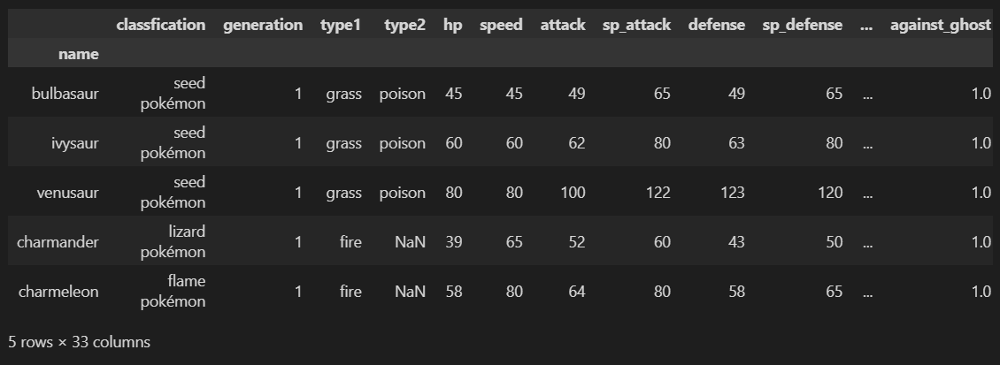 classfication generation type1 type2 hp speed attack sp_attack defense sp_defense ... against_ghost
name
bulbasaur seed pokémon 1 grass poison 45 45 49 65 49 65 ... 1.0
ivysaur seed pokémon 1 grass poison 60 60 62 80 63 80 ... 1.0
venusaur seed pokémon 1 grass poison 80 80 100 122 123 120 ... 1.0
charmander lizard pokémon 1 fire NaN 39 65 52 60 43 50 ... 1.0
charmeleon flame pokémon 1 fire NaN 58 80 64 80 58 65 ... 1.0
5 rows × 33 columns